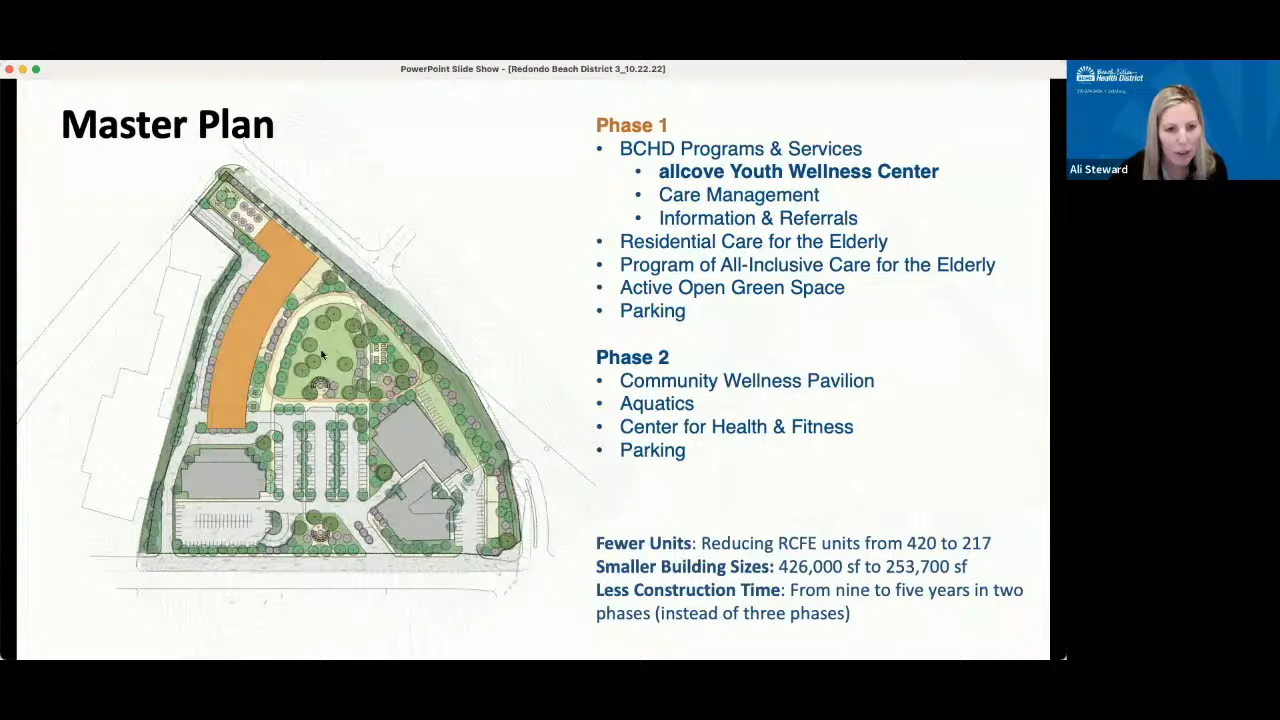 PowerPoint Slide Show - [Redondo Beach District 3_10.22.22]
Master Plan
Phase 1
• BCHD Programs & Services
• allcove Youth Wellness Center
• Care Management
• Information & Referrals
• Residential Care for the Elderly
• Program of All-Inclusive Care for the Elderly
• Active Open Green Space
• Parking
Phase 2
• Community Wellness Pavilion
• Aquatics
• Center for Health & Fitness
• Parking
Fewer Units: Reducing RCFE units from 420 to 217
Smaller Building Sizes: 426,000 sf to 253,700 sf
Less Construction Time: From nine to five years in two
phases (instead of three phases)
BCHD
Beach Cities
Health District
Ali Steward